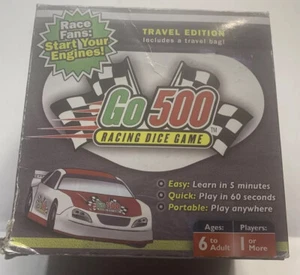 Race
Fans:
Start Your
Engines!
TRAVEL EDITION
Includes a travel bag!
Go 500
TM
RACING DICE GAME
Easy: Learn in 5 minutes
Quick: Play in 60 seconds
Portable: Play anywhere
Ages:
6 to
Adult
Players:
1 or
More